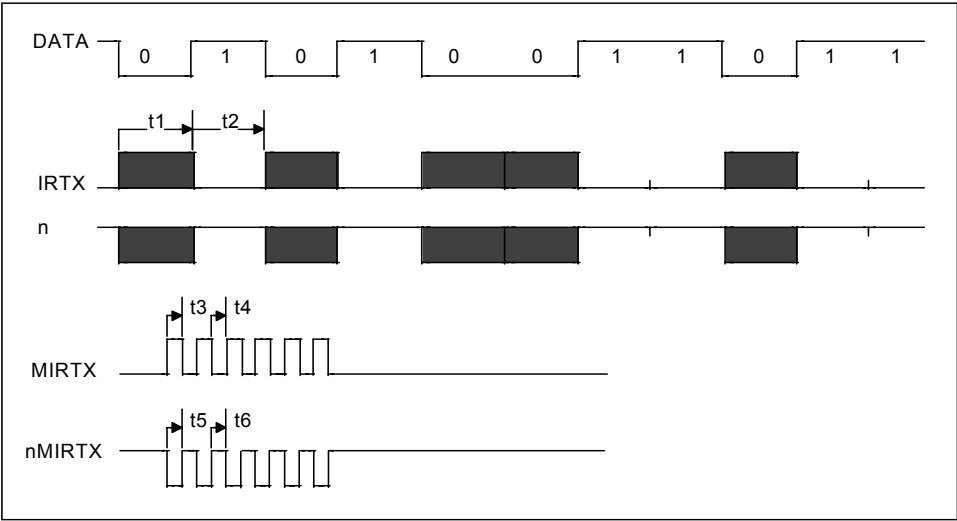 DATA 0 1 0 1 0 0 1 1 0 1 1
t1 t2
IRTX
n
t3 t4
MIRTX
t5 t6
nMIRTX